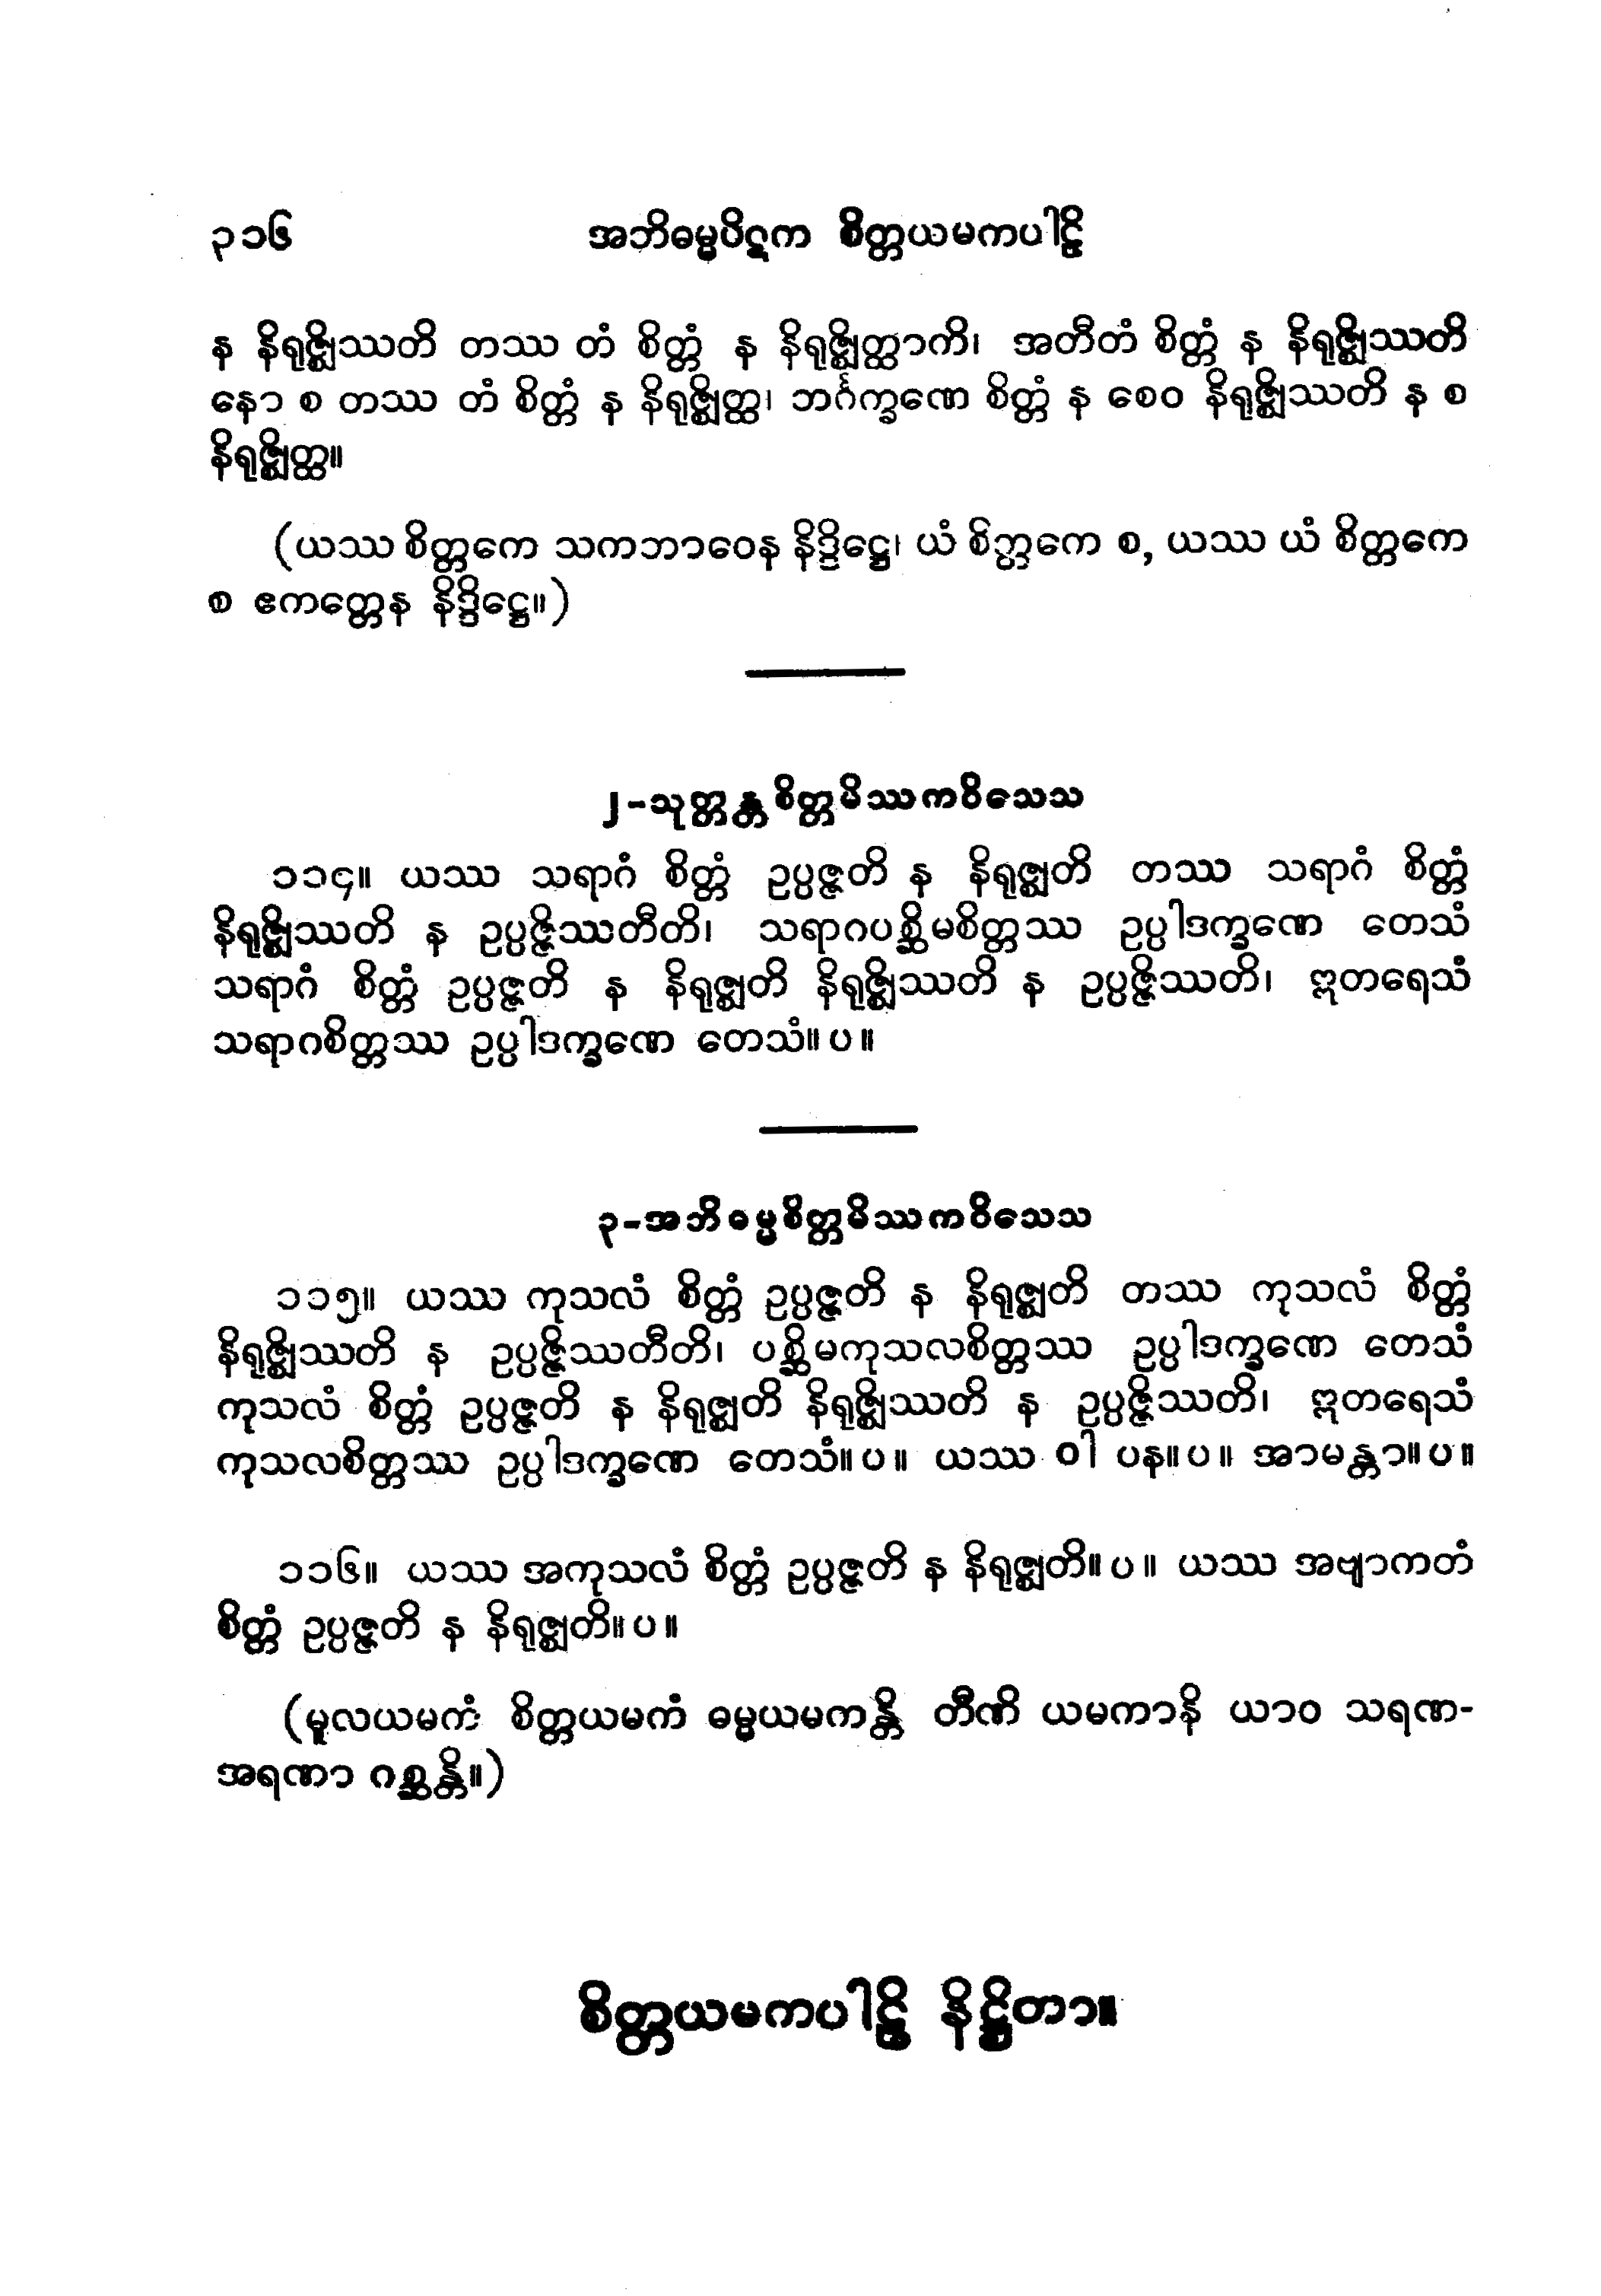 ၃၁၆ အဘိဓမ္မပိဋက စိတ္တယမကပါဠိ
န နိရုဇ္ဈိဿတိ တဿ တံ စိတ္တံ န နိရုဇ္ဈိတ္ထာကိ၊ အတီတံ စိတ္တံ န နိရုဇ္ဈိဿတိ
နော စ တဿ တံ စိတ္တံ န နိရုဇ္ဈိတ္ထ၊ ဘင်္ဂက္ခဏေ စိတ္တံ န စေဝ နိရုဇ္ဈိဿတိ န စ
နိရုဇ္ဈိတ္ထ။
(ယဿ စိတ္တကေ သကဘာဝေန နိဒ္ဒိဋ္ဌေ၊ ယံ စိတ္တကေ စ, ယဿ ယံ စိတ္တကေ
စ ဧကတ္တေန နိဒ္ဒိဋ္ဌေ။)
၂-သုတ္တန္တစိတ္တမိဿကဝိသေသ
၁၁၄။ ယဿ သရာဂံ စိတ္တံ ဥပ္ပဇ္ဇတိ န နိရုဇ္ဈတိ တဿ သရာဂံ စိတ္တံ
နိရုဇ္ဈိဿတိ န ဥပ္ပဇ္ဇိဿတီတိ၊ သရာဂပစ္ဆိမစိတ္တဿ ဥပ္ပါဒက္ခဏေ တေသံ
သရာဂံ စိတ္တံ ဥပ္ပဇ္ဇတိ န နိရုဇ္ဈတိ နိရုဇ္ဈိဿတိ န ဥပ္ပဇ္ဇိဿတိ၊ ဣတရေသံ
သရာဂစိတ္တဿ ဥပ္ပါဒက္ခဏေ တေသံ။ပ။
၃-အဘိဓမ္မစိတ္တမိဿကဝိသေသ
၁၁၅။ ယဿ ကုသလံ စိတ္တံ ဥပ္ပဇ္ဇတိ န နိရုဇ္ဈတိ တဿ ကုသလံ စိတ္တံ
နိရုဇ္ဈိဿတိ န ဥပ္ပဇ္ဇိဿတီတိ၊ ပစ္ဆိမကုသလစိတ္တဿ ဥပ္ပါဒက္ခဏေ တေသံ
ကုသလံ စိတ္တံ ဥပ္ပဇ္ဇတိ န နိရုဇ္ဈတိ နိရုဇ္ဈိဿတိ န ဥပ္ပဇ္ဇိဿတိ၊ ဣတရေသံ
ကုသလစိတ္တဿ ဥပ္ပါဒက္ခဏေ တေသံ။ပ။ ယဿ ဝါ ပန။ပ။ အာမန္တာ။ပ။
၁၁၆။ ယဿ အကုသလံ စိတ္တံ ဥပ္ပဇ္ဇတိ န နိရုဇ္ဈတိ။ပ။ ယဿ အဗျာကတံ
စိတ္တံ ဥပ္ပဇ္ဇတိ န နိရုဇ္ဈတိ။ပ။
(မူလယမကံ စိတ္တယမကံ ဓမ္မယမကန္တိ တီဏိ ယမကာနိ ယာဝ သရဏ-
အရဏာ ဂစ္ဆန္တိ။)
စိတ္တယမကပါဠိ နိဋ္ဌိတာ။